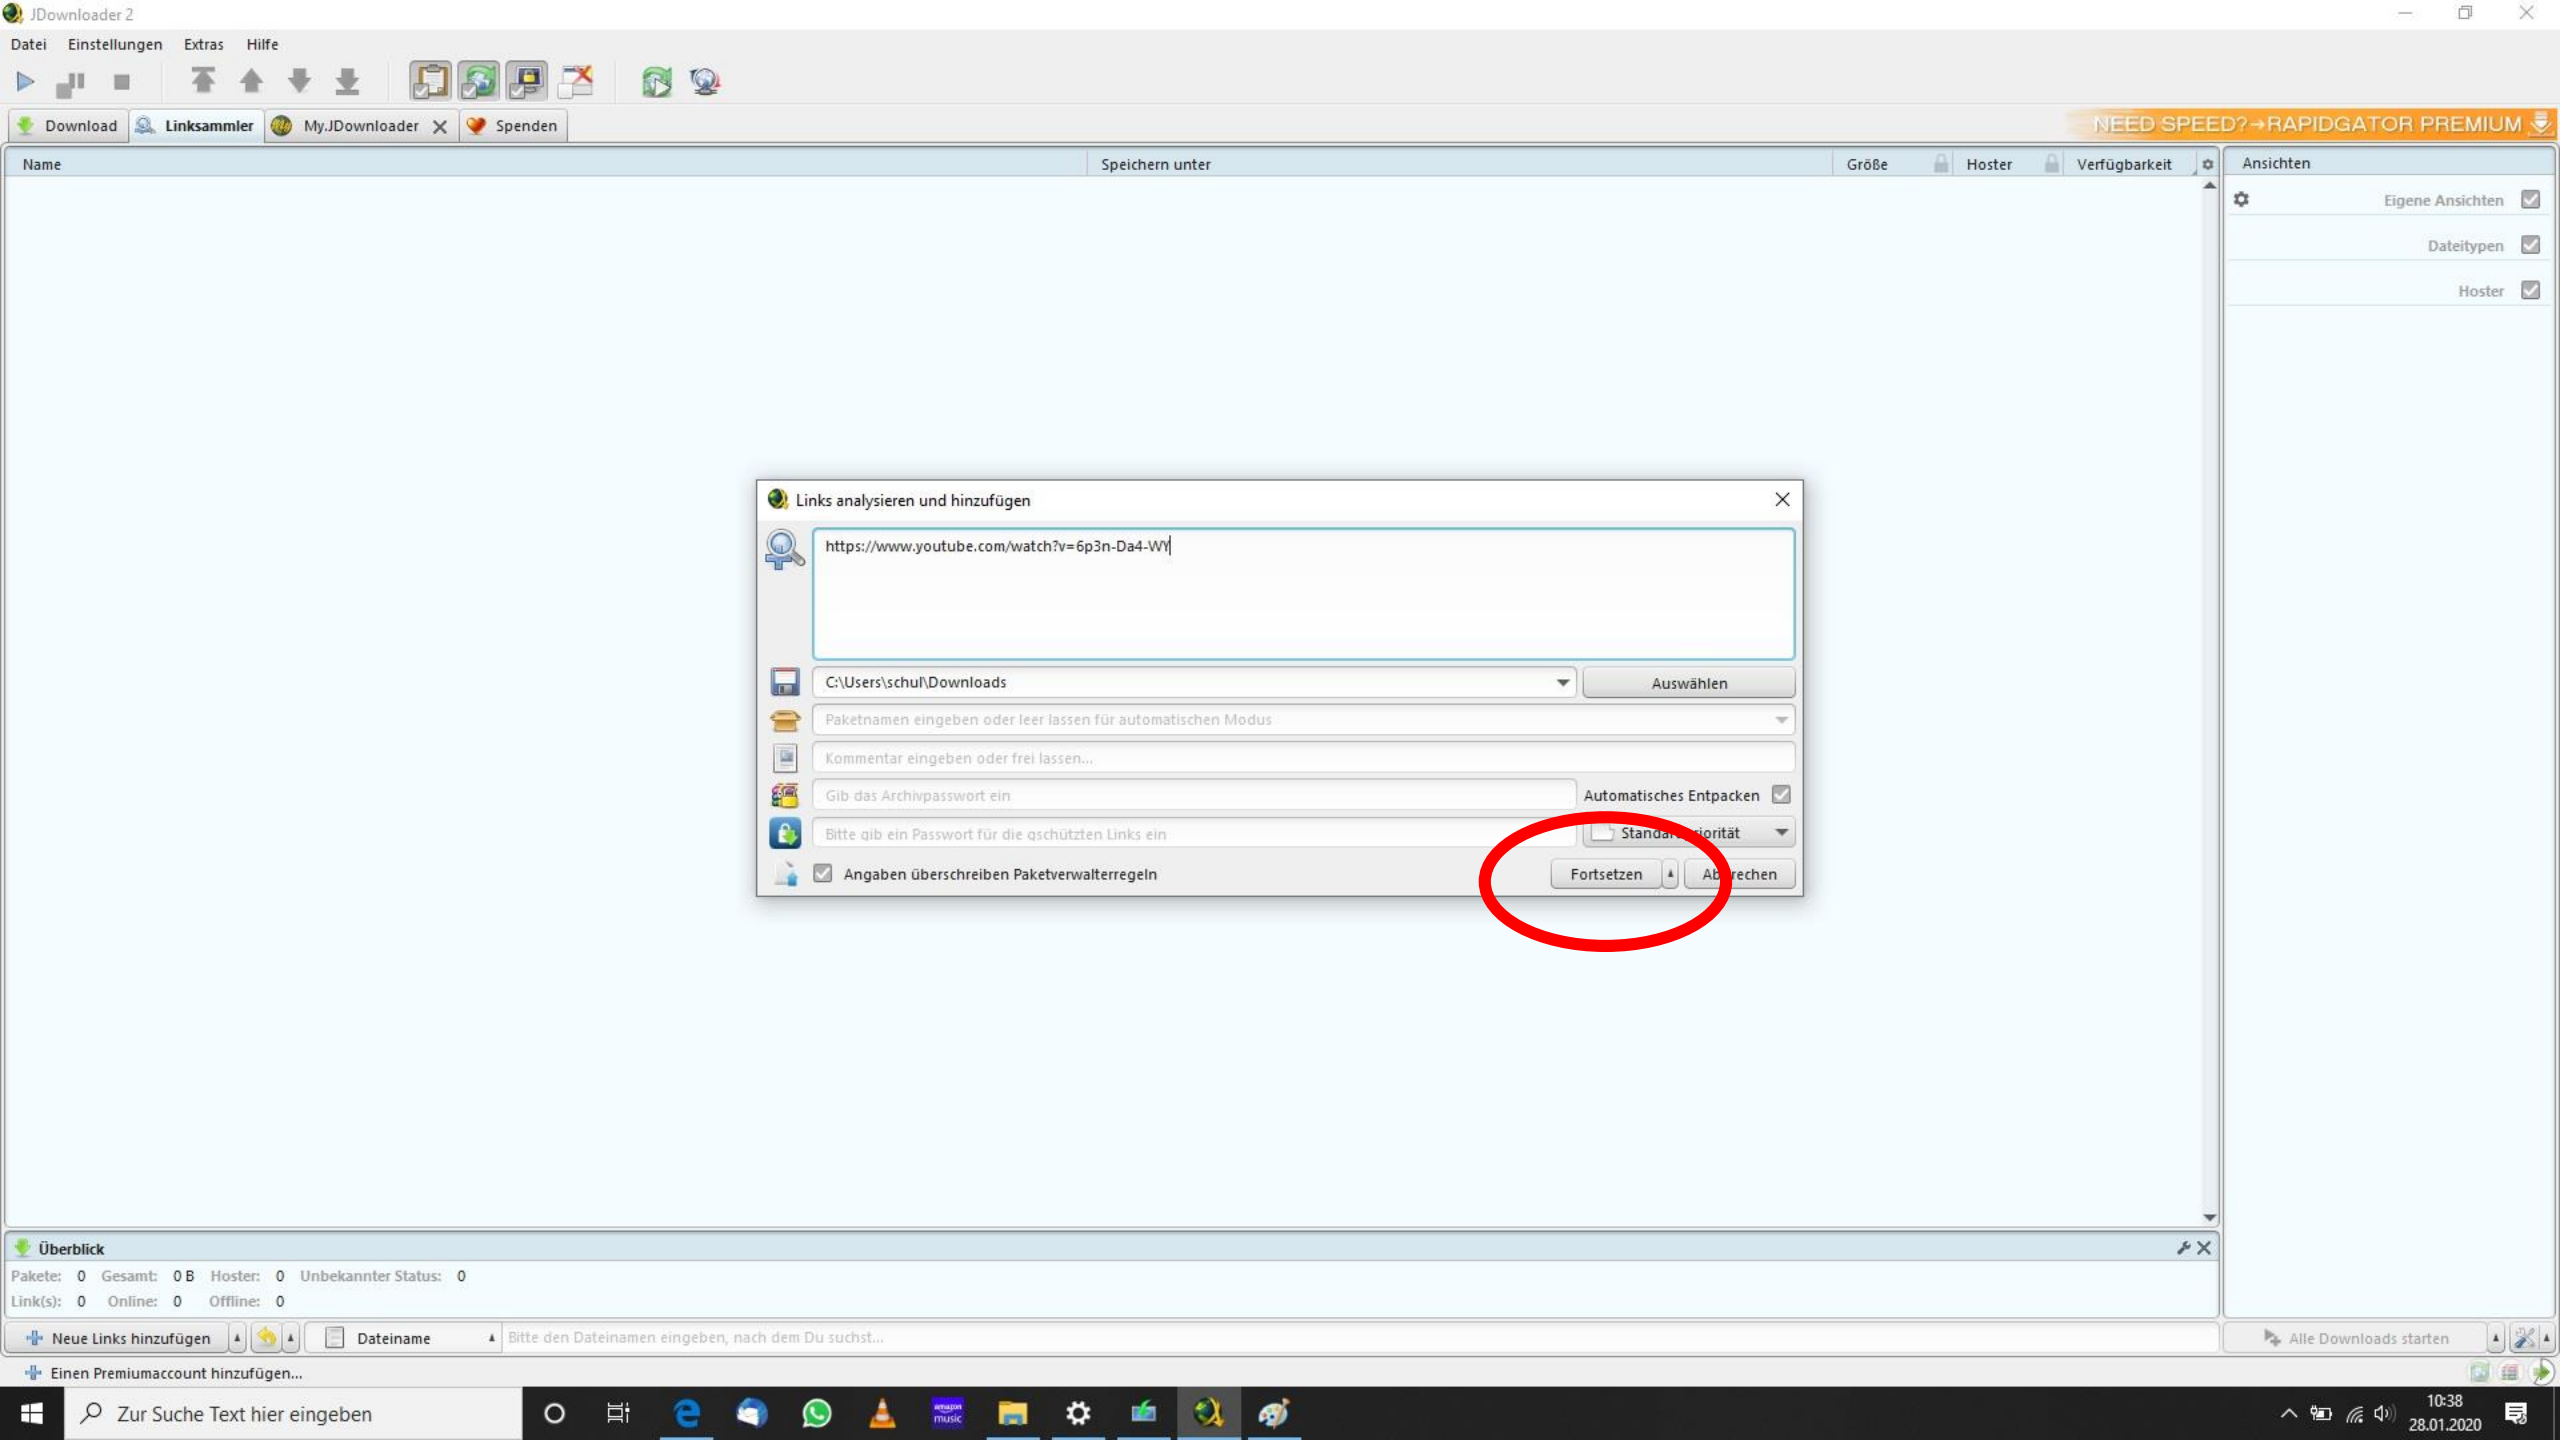 JDownloader 2
Datei Einstellungen Extras Hilfe
Download Linksammler My.JDownloader Spenden NEED SPEED?→RAPIDGATOR PREMIUM
Name Speichern unter Größe Hoster Verfügbarkeit Ansichten
Eigene Ansichten
Dateitypen
Hoster
Links analysieren und hinzufügen
https://www.youtube.com/watch?v=6p3n-Da4-WY
C:\Users\schul\Downloads Auswählen
Paketnamen eingeben oder leer lassen für automatischen Modus
Kommentar eingeben oder frei lassen...
Gib das Archivpasswort ein Automatisches Entpacken
Bitte gib ein Passwort für die gschützten Links ein
Angaben überschreiben Paketverwalterregeln Fortsetzen
Überblick
Pakete: 0 Gesamt: 0 B Hoster: 0 Unbekannter Status: 0
Link(s): 0 Online: 0 Offline: 0
Neue Links hinzufügen Dateiname Bitte den Dateinamen eingeben, nach dem Du suchst... Alle Downloads starten
Einen Premiumaccount hinzufügen...
Zur Suche Text hier eingeben amazon music 10:38
28.01.2020